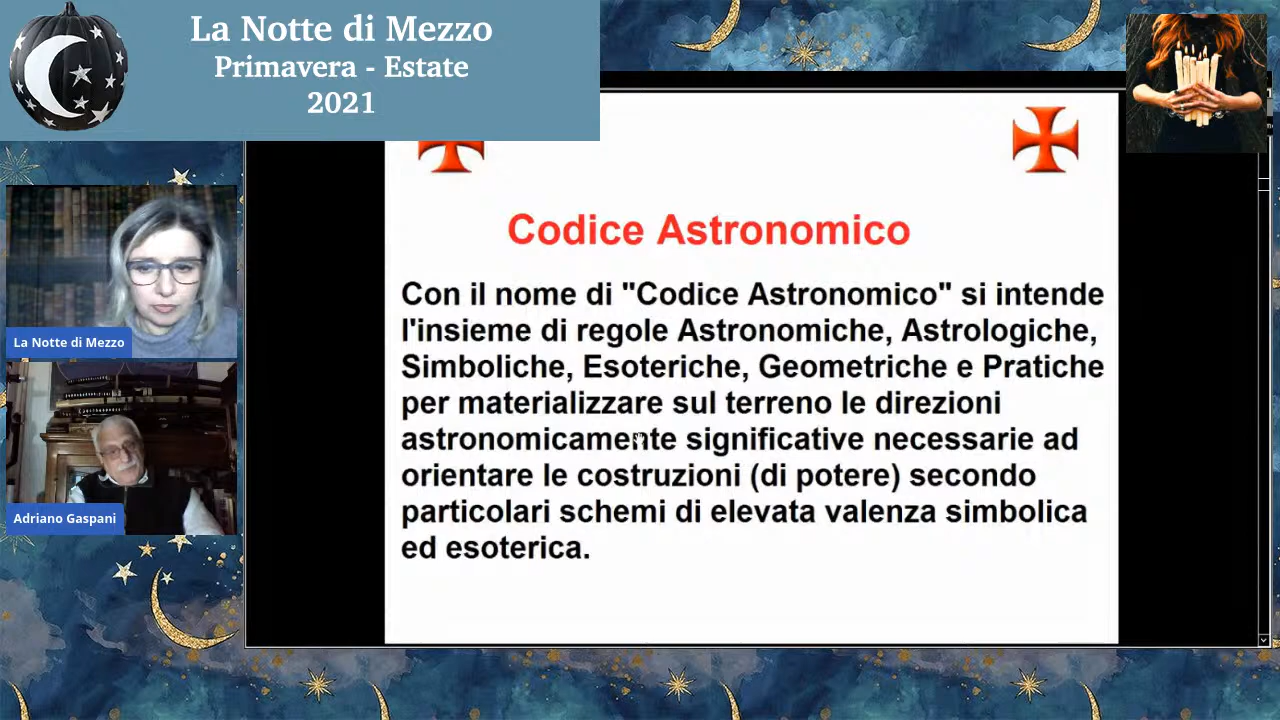 La Notte di Mezzo
Primavera - Estate
2021
Codice Astronomico
Con il nome di "Codice Astronomico" si intende
l'insieme di regole Astronomiche, Astrologiche,
Simboliche, Esoteriche, Geometriche e Pratiche
per materializzare sul terreno le direzioni
astronomicamente significative necessarie ad
orientare le costruzioni (di potere) secondo
particolari schemi di elevata valenza simbolica
ed esoterica.
La Notte di Mezzo
Adriano Gaspani